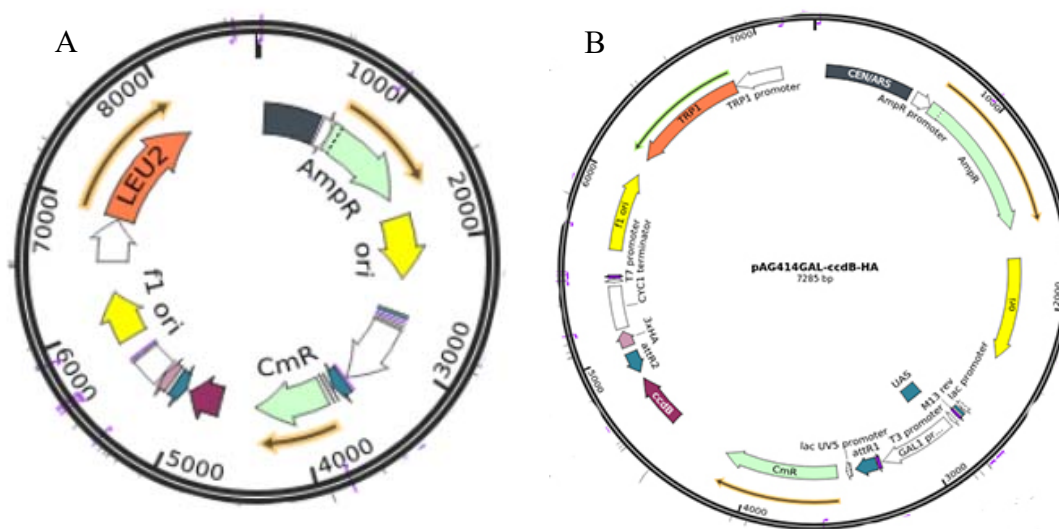 A
1000
2000
3000
4000
5000
6000
7000
8000
AmpR
ori
CmR
f1 ori
LEU2
B
CEN/ARS
AmpR promoter
AmpR
1000
ori
2000
lac promoter
M13 rev
UAS
T3 promoter
GAL1 pr...
3000
lac UV5 promoter
attR1
CmR
4000
ccdB
5000
attR2
3xHA
CYC1 terminator
T7 promoter
f1 ori
6000
TRP1
TRP1 promoter
7000
pAG414GAL-ccdB-HA
7285 bp